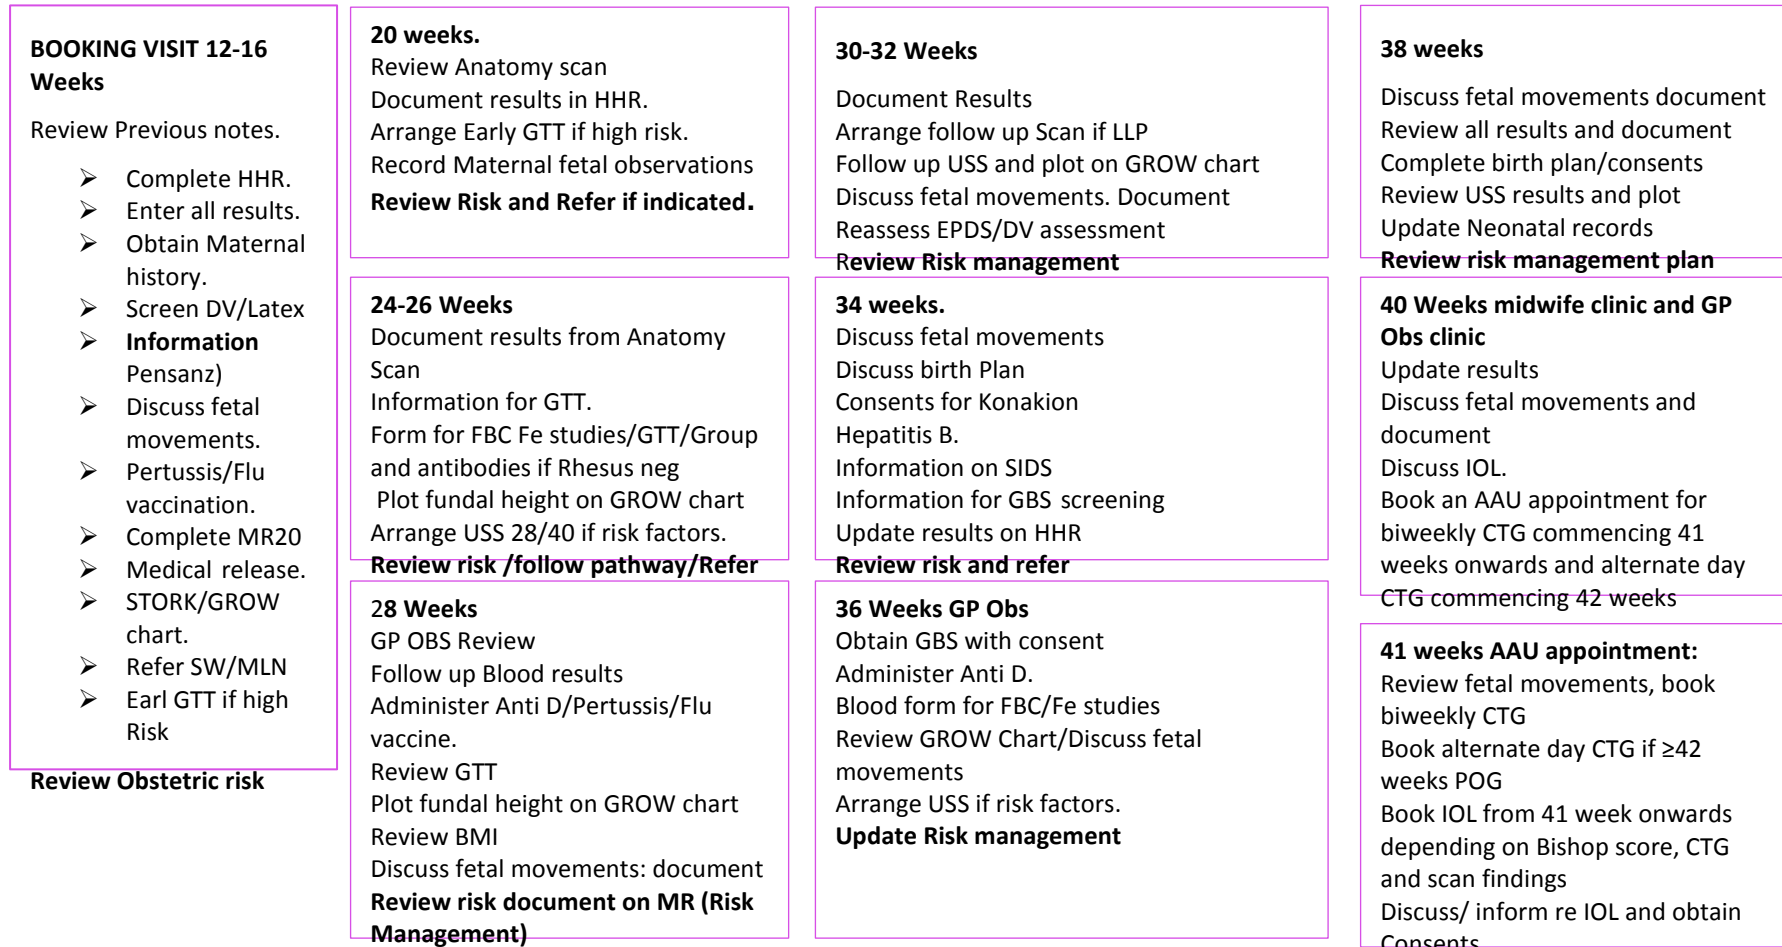 BOOKING VISIT 12-16
Weeks
Review Previous notes.
➢ Complete HHR.
➢ Enter all results.
➢ Obtain Maternal
history.
➢ Screen DV/Latex
➢ Information
Pensanz)
➢ Discuss fetal
movements.
➢ Pertussis/Flu
vaccination.
➢ Complete MR20
➢ Medical release.
➢ STORK/GROW
chart.
➢ Refer SW/MLN
➢ Earl GTT if high
Risk
Review Obstetric risk
20 weeks.
Review Anatomy scan
Document results in HHR.
Arrange Early GTT if high risk.
Record Maternal fetal observations
Review Risk and Refer if indicated.
24-26 Weeks
Document results from Anatomy
Scan
Information for GTT.
Form for FBC Fe studies/GTT/Group
and antibodies if Rhesus neg
Plot fundal height on GROW chart
Arrange USS 28/40 if risk factors.
Review risk /follow pathway/Refer
28 Weeks
GP OBS Review
Follow up Blood results
Administer Anti D/Pertussis/Flu
vaccine.
Review GTT
Plot fundal height on GROW chart
Review BMI
Discuss fetal movements: document
Review risk document on MR (Risk
Management)
30-32 Weeks
Document Results
Arrange follow up Scan if LLP
Follow up USS and plot on GROW chart
Discuss fetal movements. Document
Reassess EPDS/DV assessment
Review Risk management
34 weeks.
Discuss fetal movements
Discuss birth Plan
Consents for Konakion
Hepatitis B.
Information on SIDS
Information for GBS screening
Update results on HHR
Review risk and refer
36 Weeks GP Obs
Obtain GBS with consent
Administer Anti D.
Blood form for FBC/Fe studies
Review GROW Chart/Discuss fetal
movements
Arrange USS if risk factors.
Update Risk management
38 weeks
Discuss fetal movements document
Review all results and document
Complete birth plan/consents
Review USS results and plot
Update Neonatal records
Review risk management plan
40 Weeks midwife clinic and GP
Obs clinic
Update results
Discuss fetal movements and
document
Discuss IOL.
Book an AAU appointment for
biweekly CTG commencing 41
weeks onwards and alternate day
CTG commencing 42 weeks
41 weeks AAU appointment:
Review fetal movements, book
biweekly CTG
Book alternate day CTG if ≥42
weeks POG
Book IOL from 41 week onwards
depending on Bishop score, CTG
and scan findings
Discuss/ inform re IOL and obtain
Consents